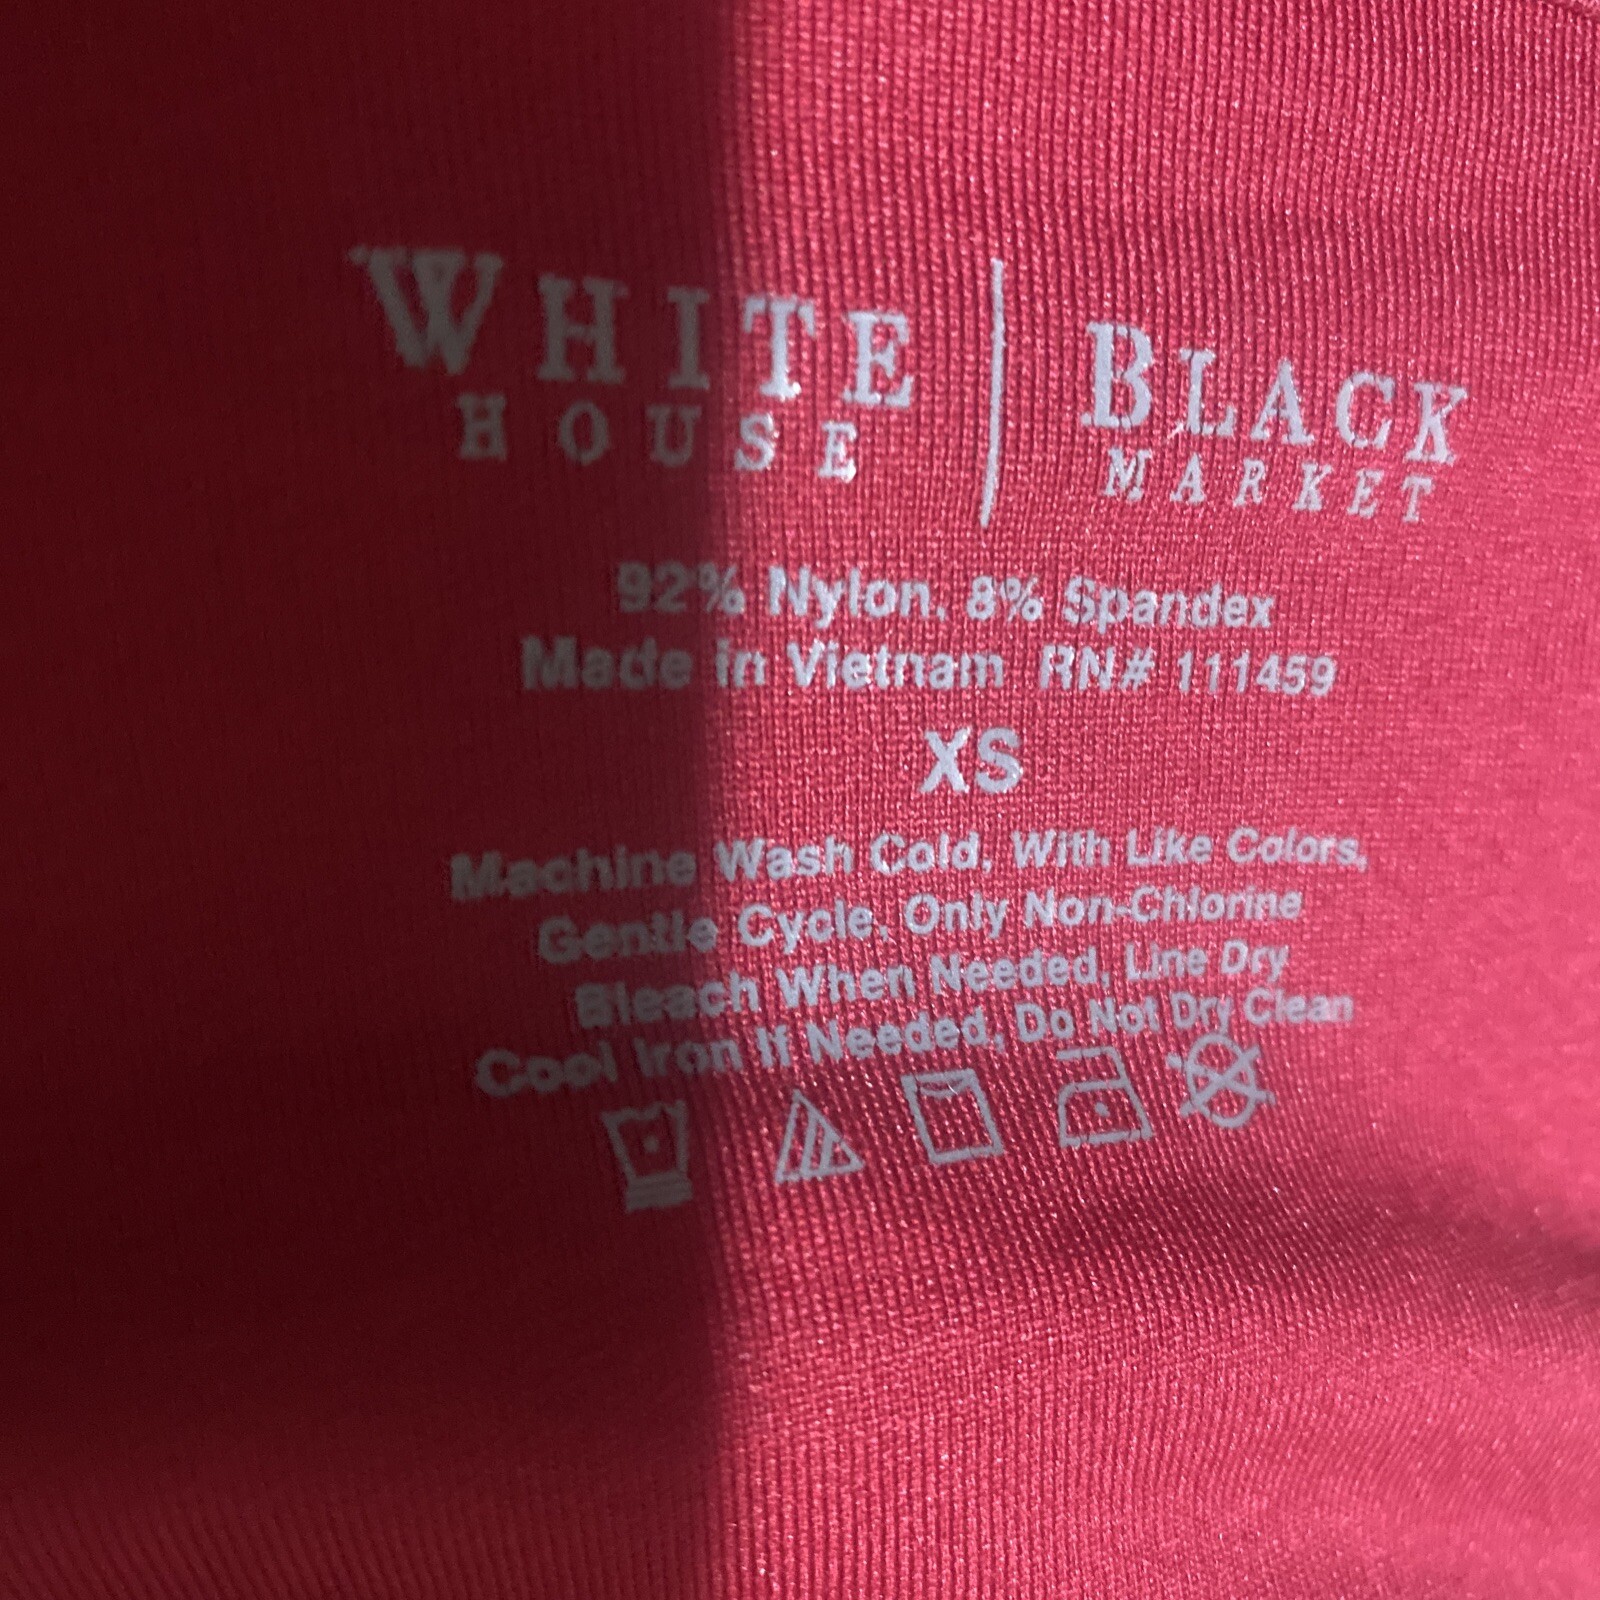 WHITE | BLACK
HOUSE | MARKET
92% Nylon, 8% Spandex
Made in Vietnam RN# 111459
XS
Machine Wash Cold, With Like Colors,
Gentle Cycle, Only Non-Chlorine
Bleach When Needed, Line Dry
Cool Iron If Needed, Do Not Dry Clean